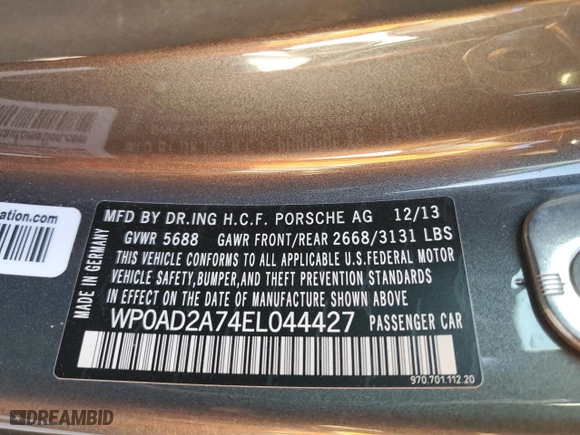 ation.com
MFD BY DR.ING H.C.F. PORSCHE AG 12/13
GVWR 5688 GAWR FRONT/REAR 2668/3131 LBS
THIS VEHICLE CONFORMS TO ALL APPLICABLE U.S.FEDERAL MOTOR
VEHICLE SAFETY,BUMPER,AND THEFT PREVENTION STANDARDS
IN EFFECT ON THE DATE OF MANUFACTURE SHOWN ABOVE.
WP0AD2A74EL044427 PASSENGER CAR
970.701.112.20
MADE IN GERMANY
DREAMBID